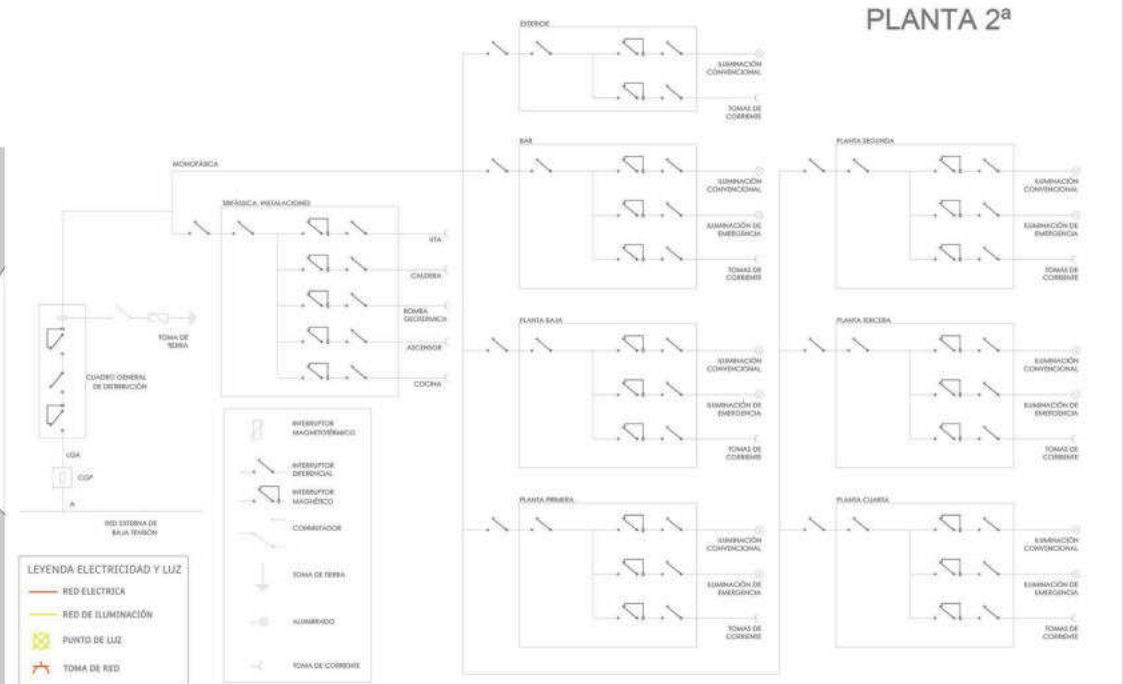 PLANTA 2ª
EXTERIOR
ILUMINACIÓN
CONVENCIONAL
TOMAS DE
CORRIENTE
BAR
ILUMINACIÓN
CONVENCIONAL
ILUMINACIÓN DE
EMERGENCIA
TOMAS DE
CORRIENTE
PLANTA SEGUNDA
ILUMINACIÓN
CONVENCIONAL
ILUMINACIÓN DE
EMERGENCIA
TOMAS DE
CORRIENTE
MONOFÁSICA
INSTALACIONES
CALDERA
BOMBA
GEOTÉRMICA
ASCENSOR
COCINA
TOMA DE
TIERRA
CUADRO GENERAL
DE DISTRIBUCIÓN
LGA
CGP
A
RED EXTERNA DE
BAJA TENSIÓN
PLANTA BAJA
ILUMINACIÓN
CONVENCIONAL
ILUMINACIÓN DE
EMERGENCIA
TOMAS DE
CORRIENTE
PLANTA TERCERA
ILUMINACIÓN
CONVENCIONAL
ILUMINACIÓN DE
EMERGENCIA
TOMAS DE
CORRIENTE
PLANTA PRIMERA
ILUMINACIÓN
CONVENCIONAL
ILUMINACIÓN DE
EMERGENCIA
TOMAS DE
CORRIENTE
PLANTA CUARTA
ILUMINACIÓN
CONVENCIONAL
ILUMINACIÓN DE
EMERGENCIA
TOMAS DE
CORRIENTE
INTERRUPTOR
MAGNETOTÉRMICO
INTERRUPTOR
DIFERENCIAL
INTERRUPTOR
MAGNÉTICO
CONMUTADOR
TOMA DE TIERRA
ALUMBRADO
TOMA DE CORRIENTE
LEYENDA ELECTRICIDAD Y LUZ
RED ELECTRICA
RED DE ILUMINACIÓN
PUNTO DE LUZ
TOMA DE RED